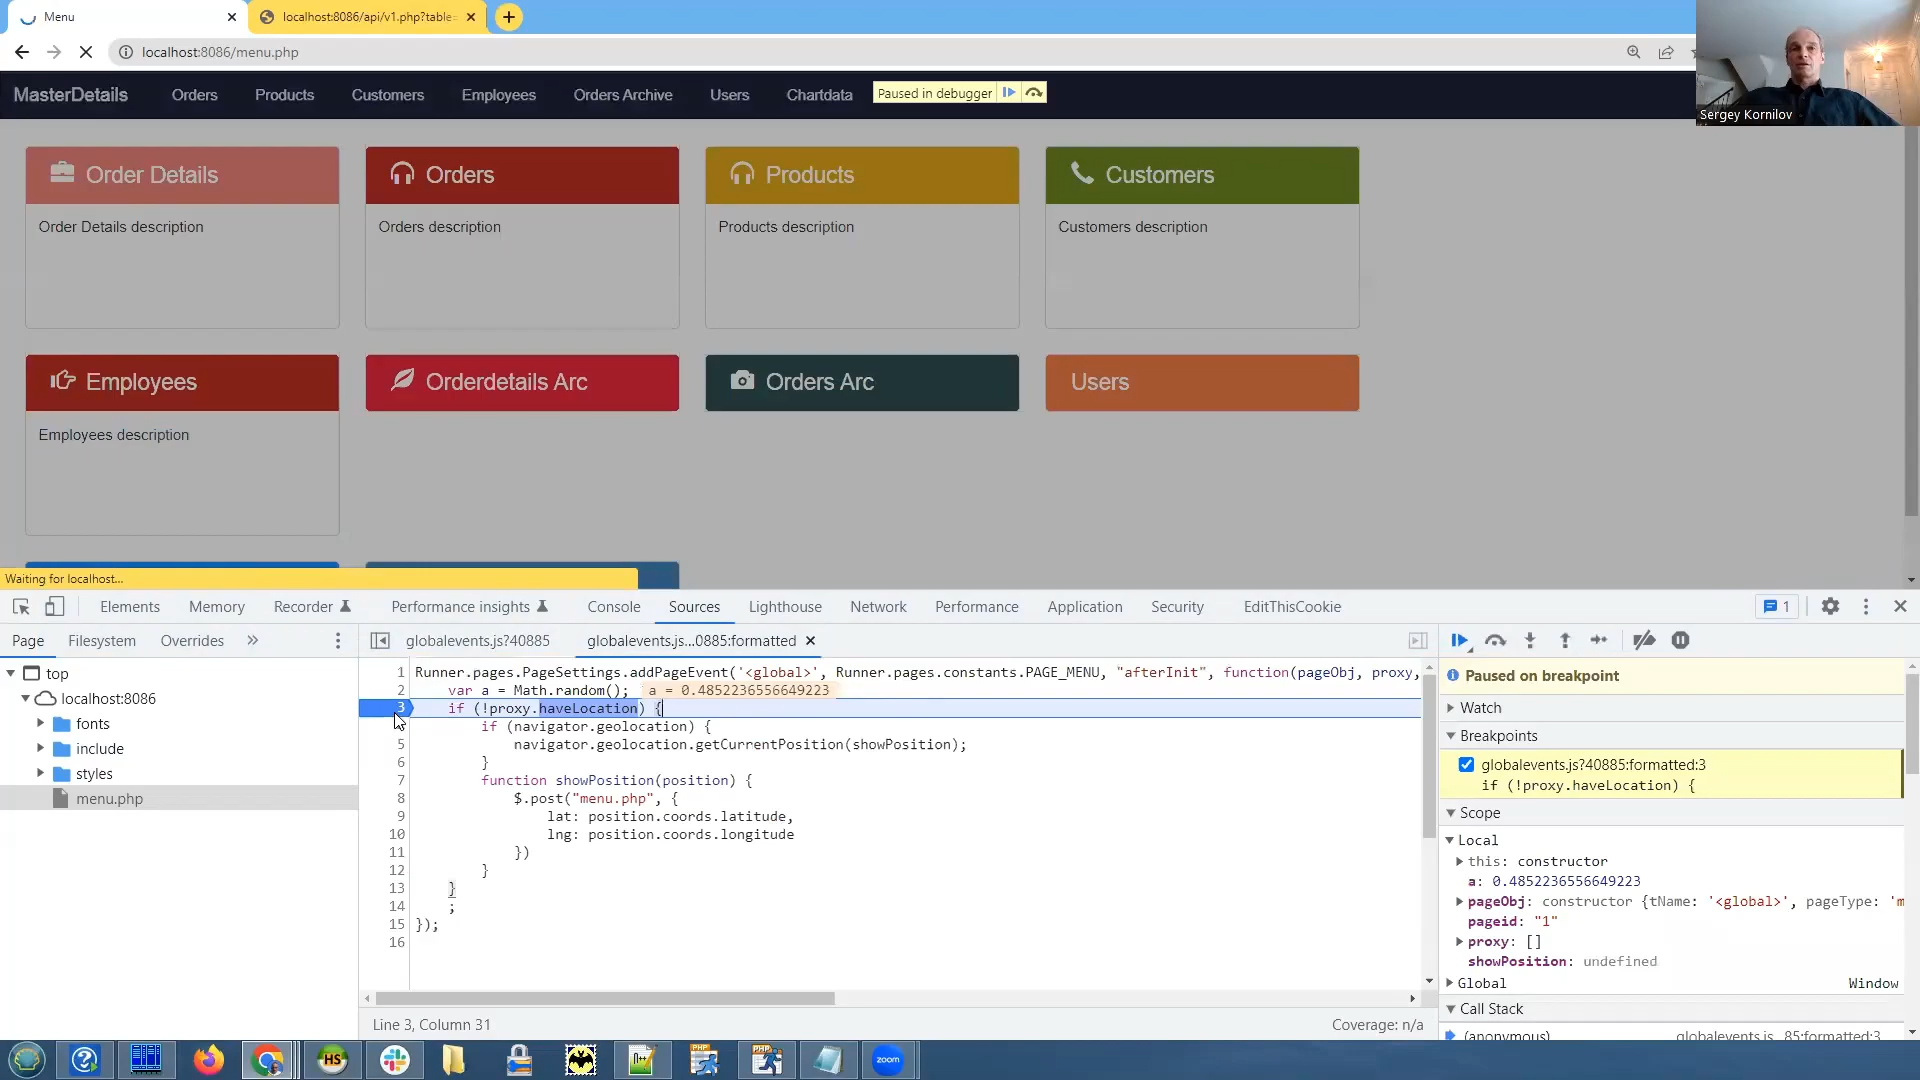 Menu
localhost:8086/api/v1.php?table=
localhost:8086/menu.php
MasterDetails
Orders
Products
Customers
Employees
Orders Archive
Users
Chartdata
Paused in debugger
Sergey Kornilov
Order Details
Orders
Products
Customers
Order Details description
Orders description
Products description
Customers description
Employees
Orderdetails Arc
Orders Arc
Users
Employees description
Waiting for localhost...
Elements
Memory
Recorder
Performance insights
Console
Sources
Lighthouse
Network
Performance
Application
Security
EditThisCookie
1
Page
Filesystem
Overrides
globalevents.js?40885
globalevents.js...0885:formatted
top
localhost:8086
fonts
include
styles
menu.php
1 Runner.pages.PageSettings.addPageEvent('<global>', Runner.pages.constants.PAGE_MENU, "afterInit", function(pageObj, proxy,
2 var a = Math.random(); a = 0.4852236556649223
3 if (!proxy.haveLocation) {
4 if (navigator.geolocation) {
5 navigator.geolocation.getCurrentPosition(showPosition);
6 }
7 function showPosition(position) {
8 $.post("menu.php", {
9 lat: position.coords.latitude,
10 lng: position.coords.longitude
11 })
12 }
13 }
14 ;
15 });
16
Line 3, Column 31
Coverage: n/a
Paused on breakpoint
Watch
Breakpoints
globalevents.js?40885:formatted:3
if (!proxy.haveLocation) {
Scope
Local
this: constructor
a: 0.4852236556649223
pageObj: constructor {tName: '<global>', pageType: 'm
pageid: "1"
proxy: []
showPosition: undefined
Global
Window
Call Stack
(anonymous)
globalevents.js…85:formatted:3
HS
zoom